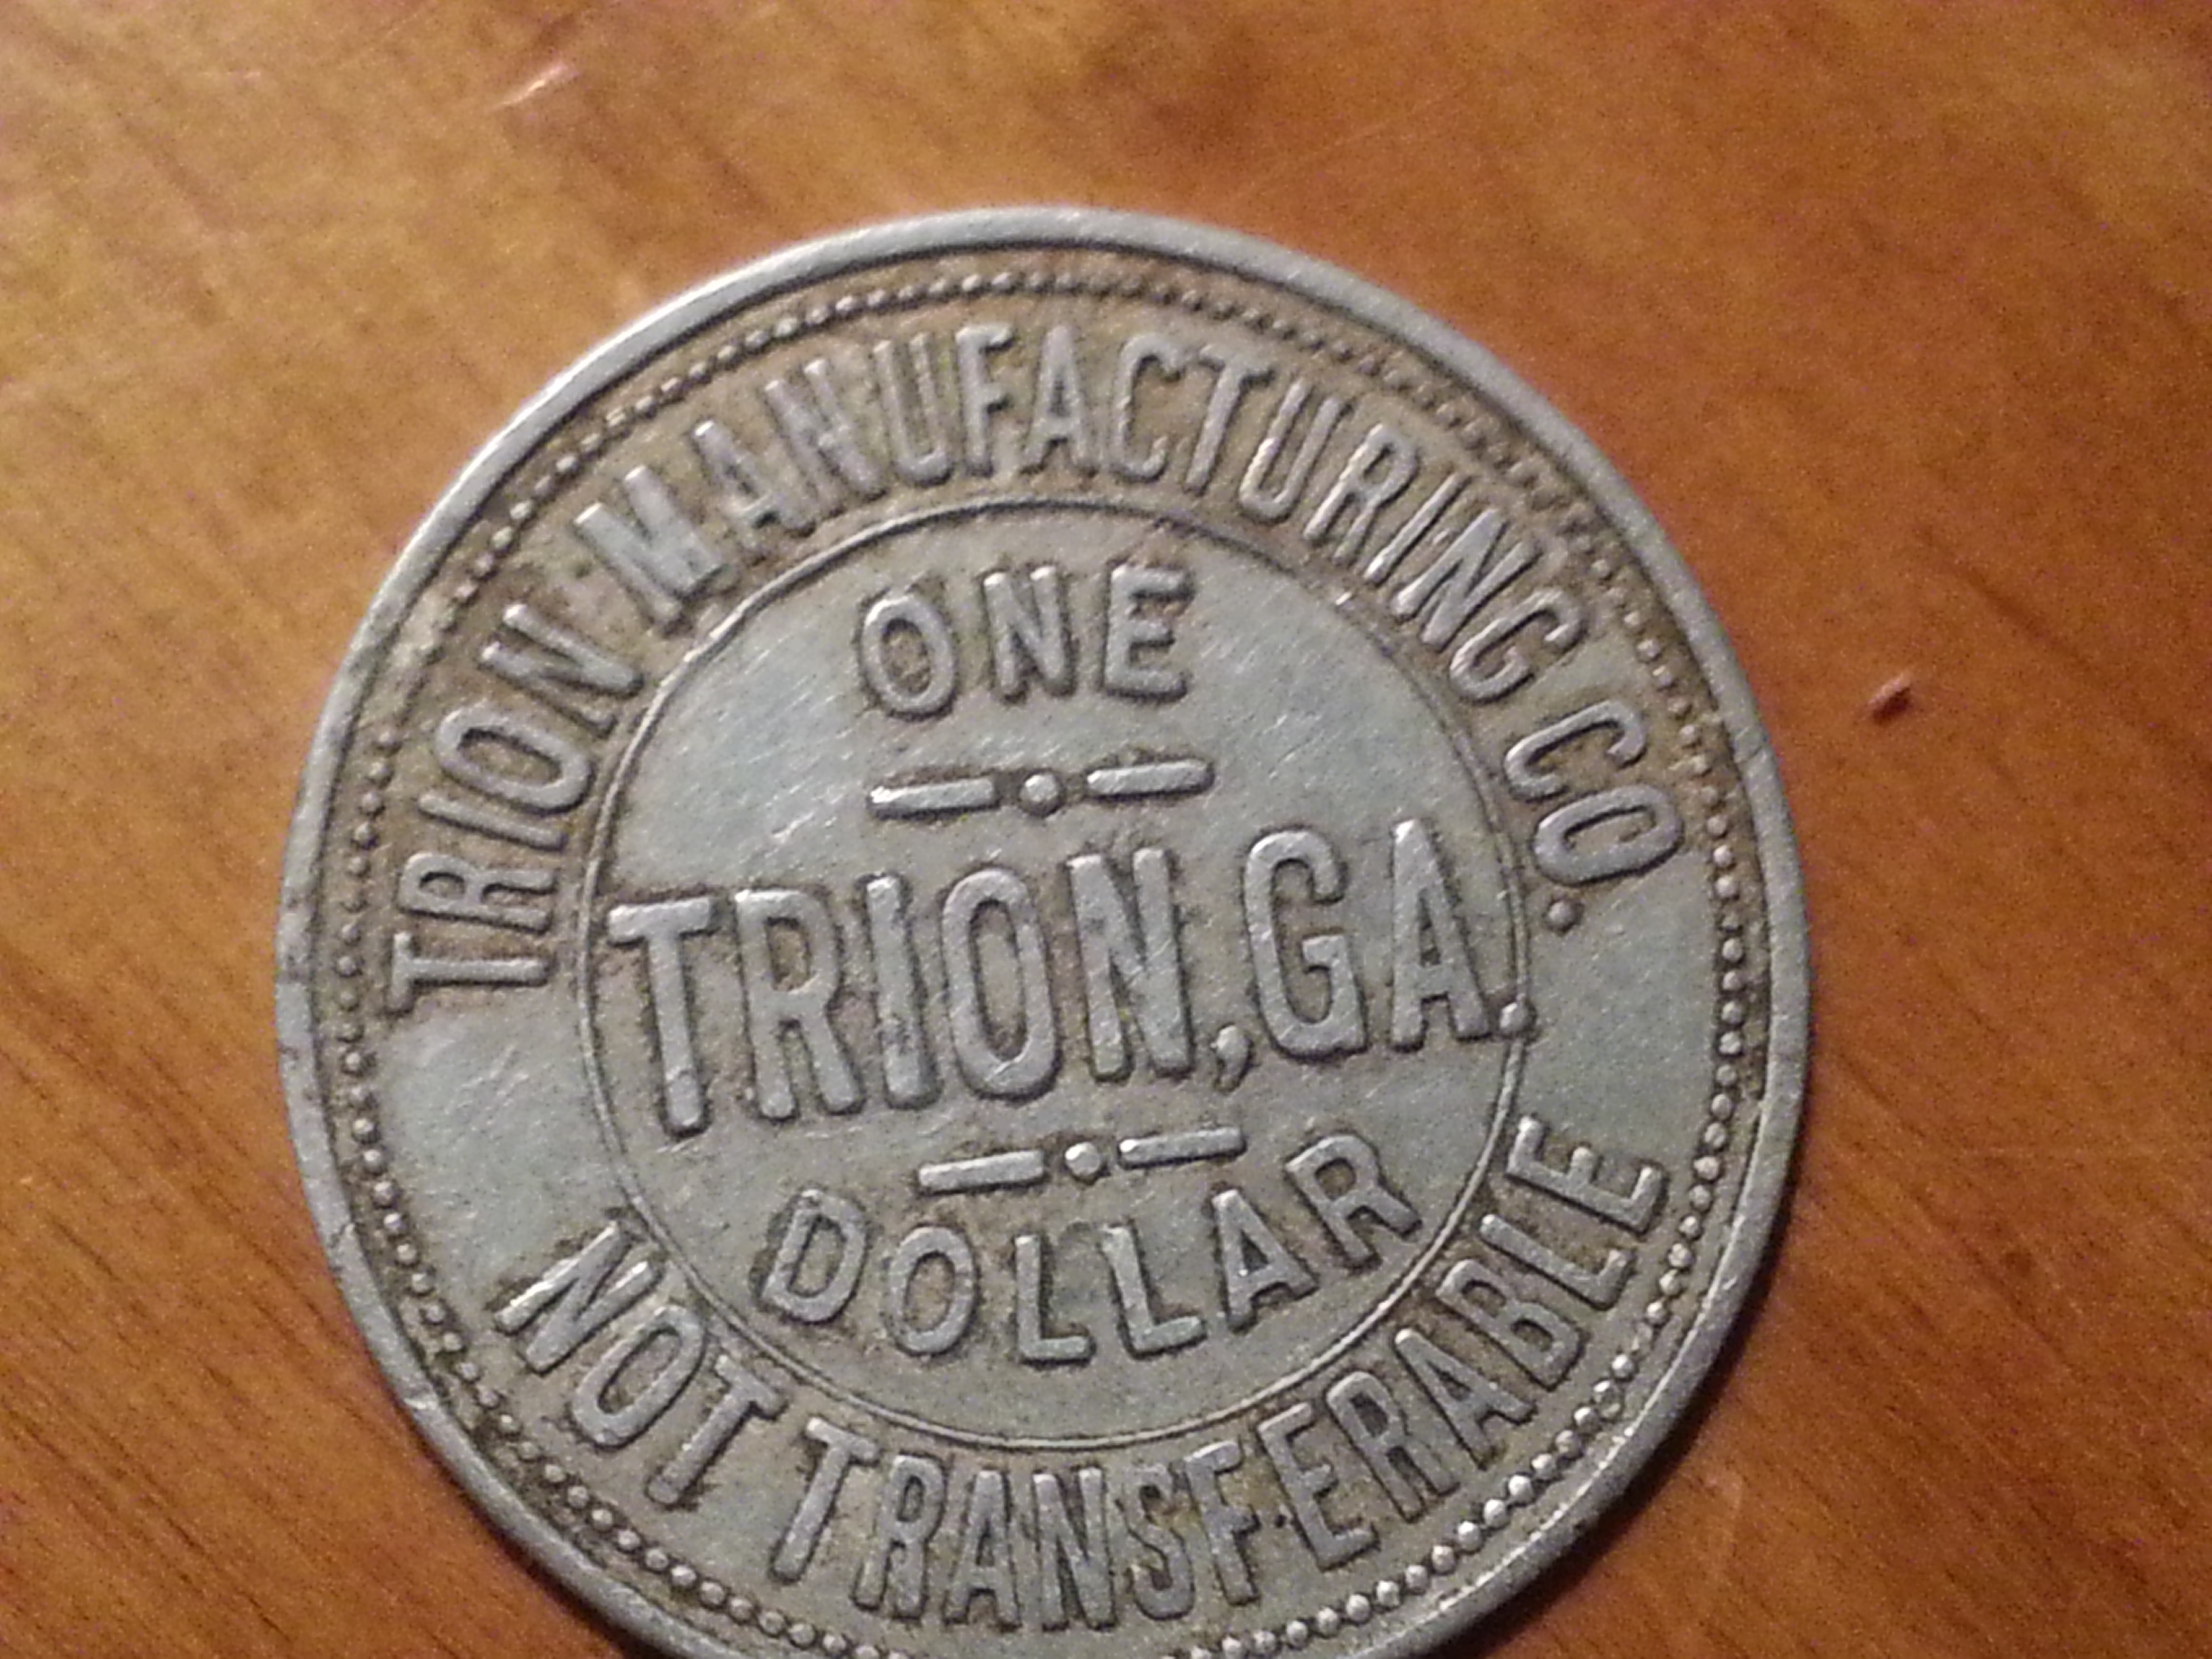 TRION MANUFACTURING CO.
ONE
TRION, GA.
DOLLAR
NOT TRANSFERABLE